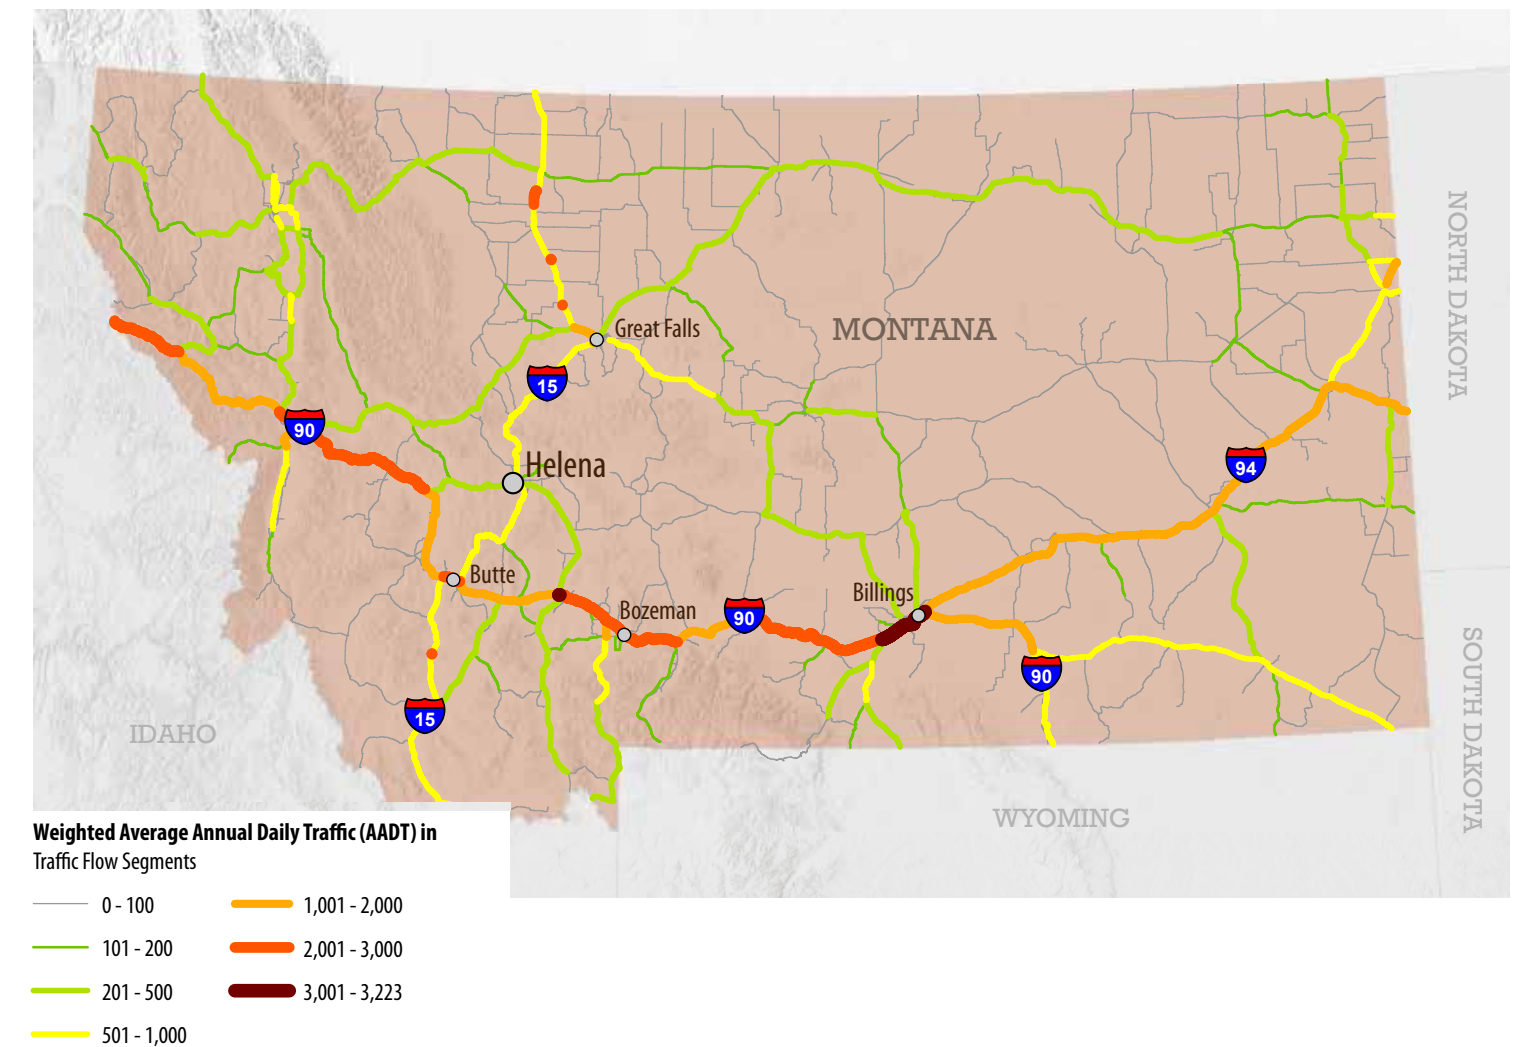 NORTH DAKOTA
Great Falls
MONTANA
15
90
Helena
94
Butte
Billings
Bozeman
90
90
15
IDAHO
SOUTH DAKOTA
WYOMING
Weighted Average Annual Daily Traffic (AADT) in
Traffic Flow Segments
0 - 100
101 - 200
201 - 500
501 - 1,000
1,001 - 2,000
2,001 - 3,000
3,001 - 3,223